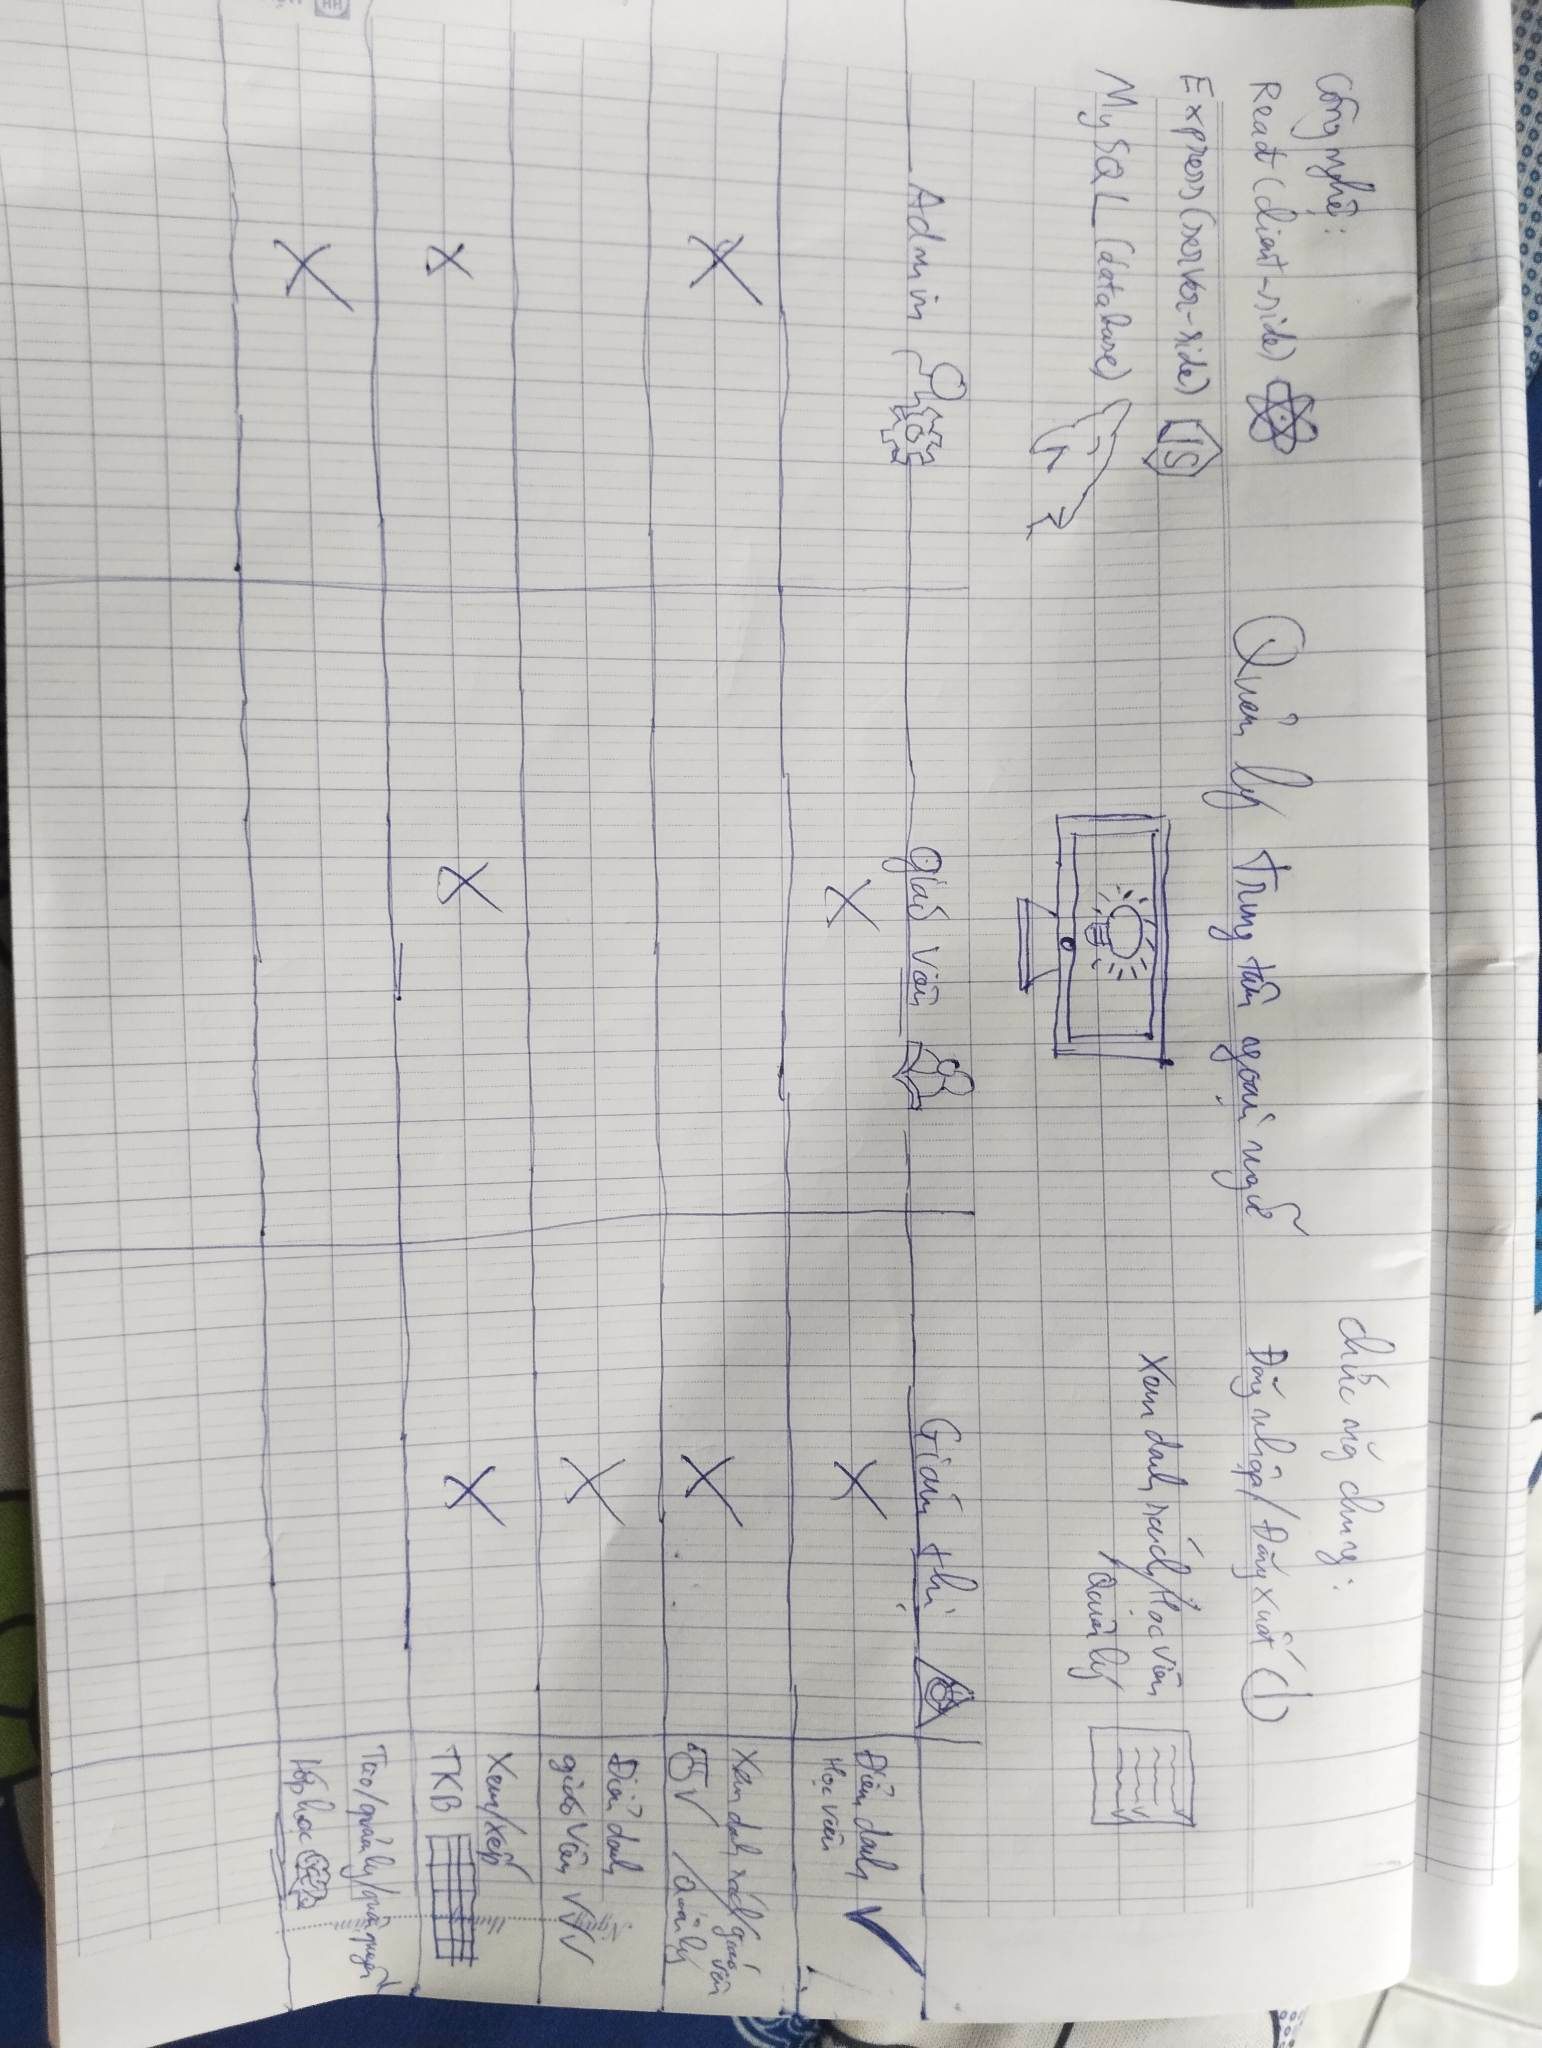 Công nghệ:
React (client-side)
Express (server-side)
JS
MySQL (database)
Quản lý trung tâm ngoại ngữ
chức năg chung:
Đăng nhập/Đăng xuất
Xem danh sách/Học viên
Quản lý
Admin
giáo viên
Giám thị
X
X
Điểm danh
Học viên
X
X
Xem danh sách/giáo viên
/Quản lý
X
Điểm danh
giáo viên
X
X
X
Xem/xếp
TKB
X
Tạo/quản lý/
lớp học